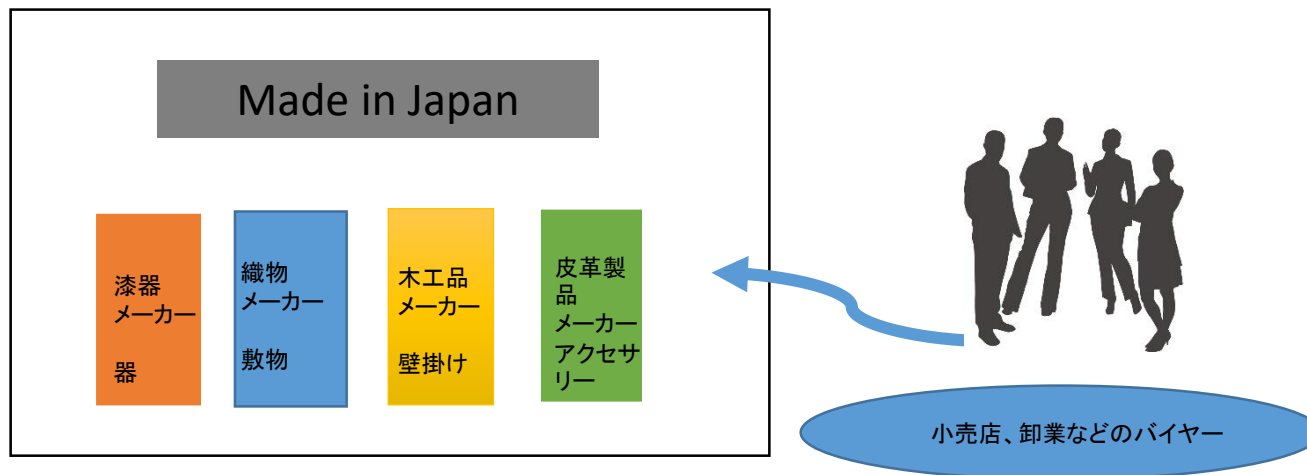 Made in Japan
漆器
メーカー
器
織物
メーカー
敷物
木工品
メーカー
壁掛け
皮革製
品
メーカー
アクセサ
リー
小売店、卸業などのバイヤー